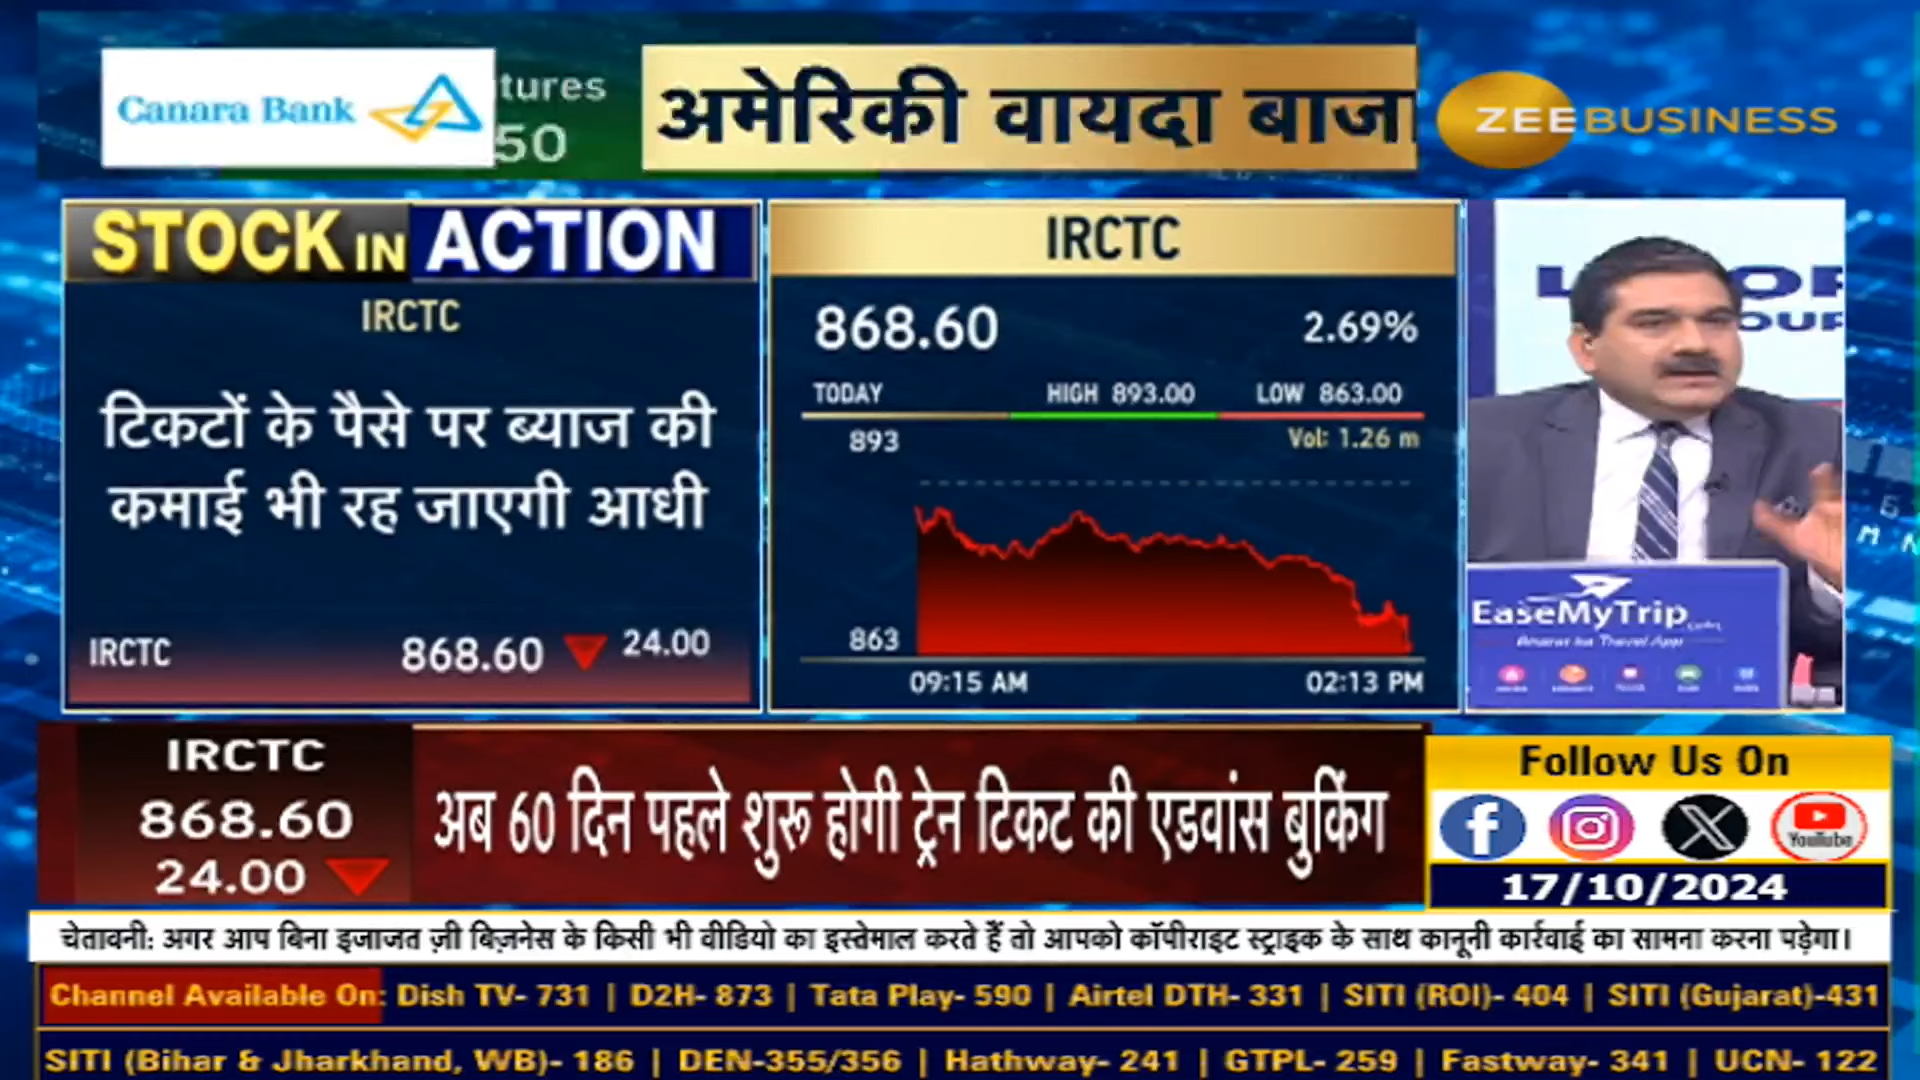 Canara Bank
tures
50
अमेरिकी वायदा बाजा
ZEEBUSINESS
STOCK IN ACTION
IRCTC
टिकटों के पैसे पर ब्याज की
कमाई भी रह जाएगी आधी
IRCTC 868.60 24.00
IRCTC
868.60 2.69%
TODAY HIGH 893.00 LOW 863.00
893 Vol: 1.26 m
863
09:15 AM 02:13 PM
EaseMyTrip
Bharat ka Travel App
IRCTC
868.60
24.00
अब 60 दिन पहले शुरू होगी ट्रेन टिकट की एडवांस बुकिंग
Follow Us On
YouTube
17/10/2024
चेतावनी: अगर आप बिना इजाजत ज़ी बिज़नेस के किसी भी वीडियो का इस्तेमाल करते हैं तो आपको कॉपीराइट स्ट्राइक के साथ कानूनी कार्रवाई का सामना करना पड़ेगा।
Channel Available On: Dish TV- 731 | D2H- 873 | Tata Play- 590 | Airtel DTH- 331 | SITI (ROI)- 404 | SITI (Gujarat)-431
SITI (Bihar & Jharkhand, WB)- 186 | DEN-355/356 | Hathway- 241 | GTPL- 259 | Fastway- 341 | UCN- 122